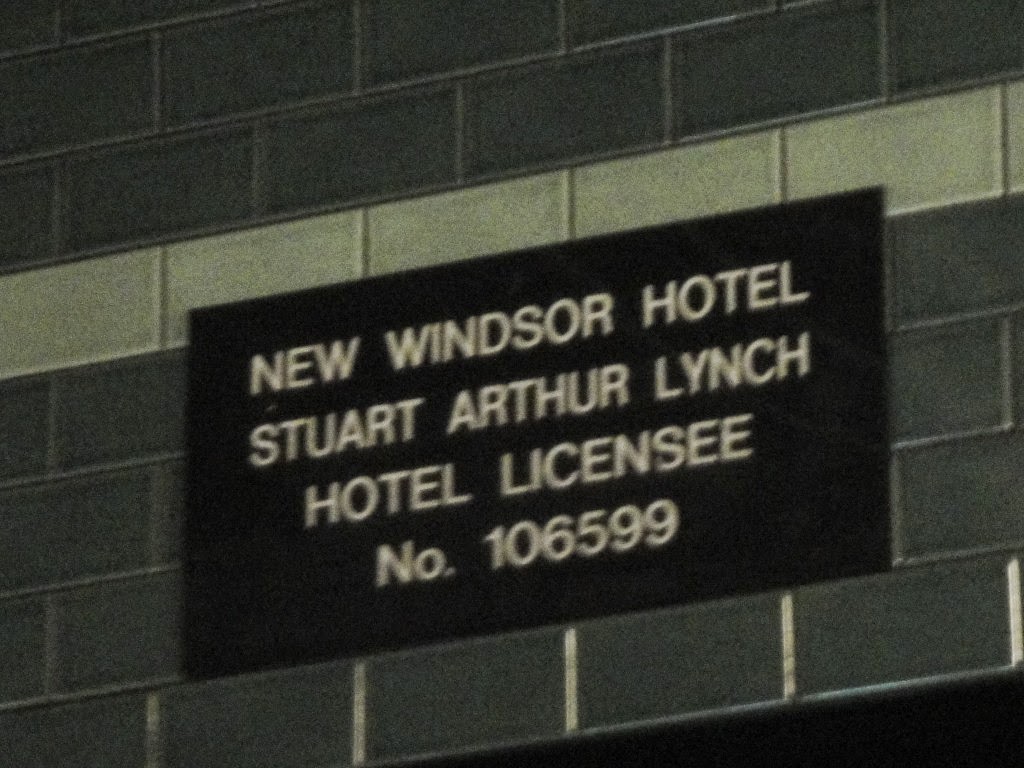 NEW WINDSOR HOTEL
STUART ARTHUR LYNCH
HOTEL LICENSEE
No. 106599